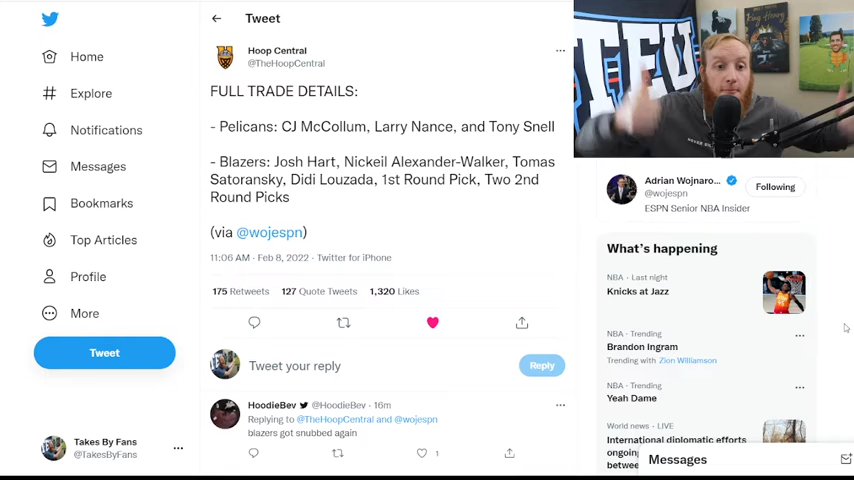 Tweet
Hoop Central
@TheHoopCentral
FULL TRADE DETAILS:
- Pelicans: CJ McCollum, Larry Nance, and Tony Snell
- Blazers: Josh Hart, Nickeil Alexander-Walker, Tomas
Satoransky, Didi Louzada, 1st Round Pick, Two 2nd
Round Picks
(via @wojespn)
11:06 AM · Feb 8, 2022 · Twitter for iPhone
175 Retweets 127 Quote Tweets 1,320 Likes
Tweet your reply
Reply
HoodieBev @HoodieBev · 16m
Replying to @TheHoopCentral and @wojespn
blazers got snubbed again
1
Home
Explore
Notifications
Messages
Bookmarks
Top Articles
Profile
More
Tweet
Takes By Fans
@TakesByFans
TFU
Adrian Wojnaro...
@wojespn
Following
ESPN Senior NBA Insider
What's happening
NBA · Last night
Knicks at Jazz
NBA · Trending
Brandon Ingram
Trending with Zion Williamson
NBA · Trending
Yeah Dame
World news · LIVE
International diplomatic efforts
ongoing
betwee
Messages